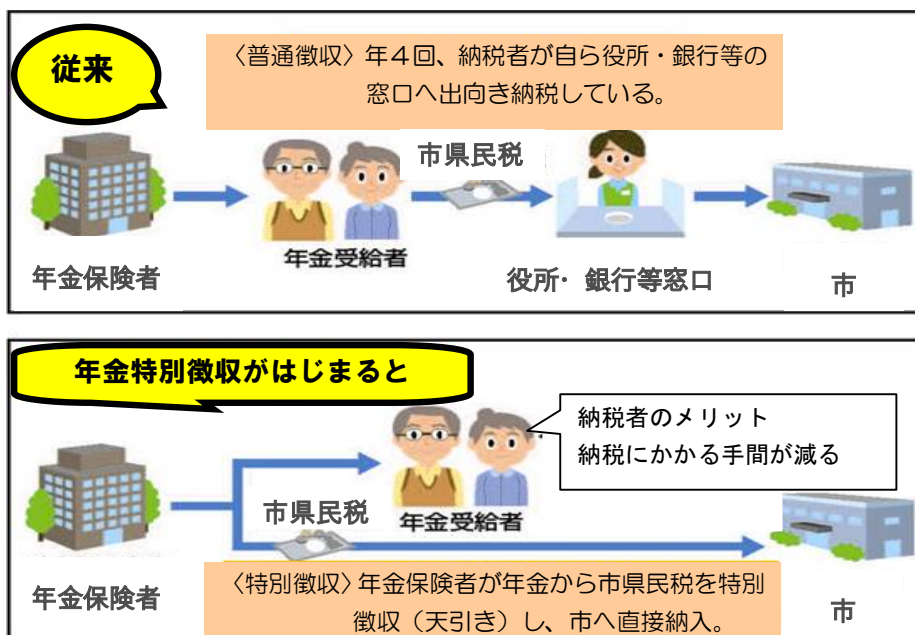 従来
〈普通徴収〉年４回、納税者が自ら役所・銀行等の
窓口へ出向き納税している。
市県民税
年金受給者
年金保険者
役所・銀行等窓口
市
年金特別徴収がはじまると
納税者のメリット
納税にかかる手間が減る
市県民税
年金受給者
〈特別徴収〉年金保険者が年金から市県民税を特別
徴収（天引き）し、市へ直接納入。
年金保険者
市